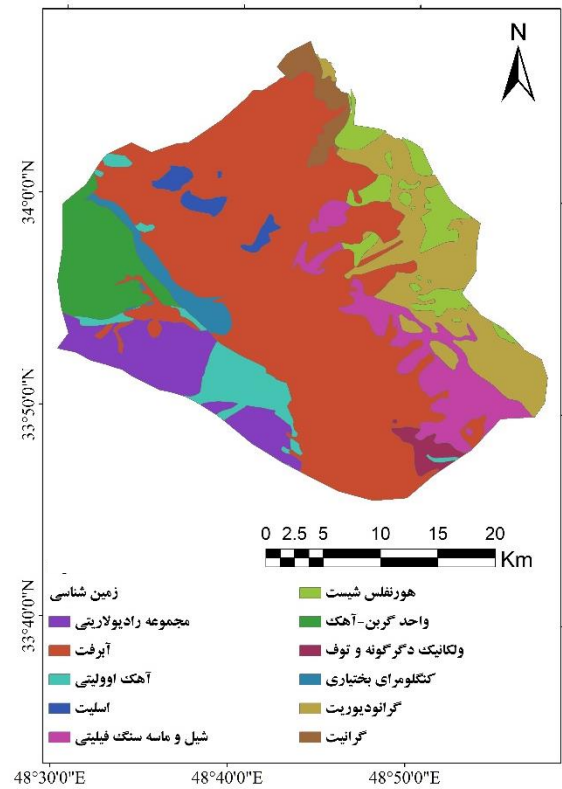 N
34°0'0"N
33°50'0"N
33°40'0"N
0 2.5 5 10 15 20
Km
زمین شناسی
مجموعه رادیولاریتی
آبرفت
آهک اوولیتی
اسلیت
شیل و ماسه سنگ فیلیتی
هورنفلس شیست
واحد گرین-آهک
ولکانیک دگرگونه و توف
کنگلومرای بختیاری
گرانودیوریت
گرانیت
48°30'0"E 48°40'0"E 48°50'0"E